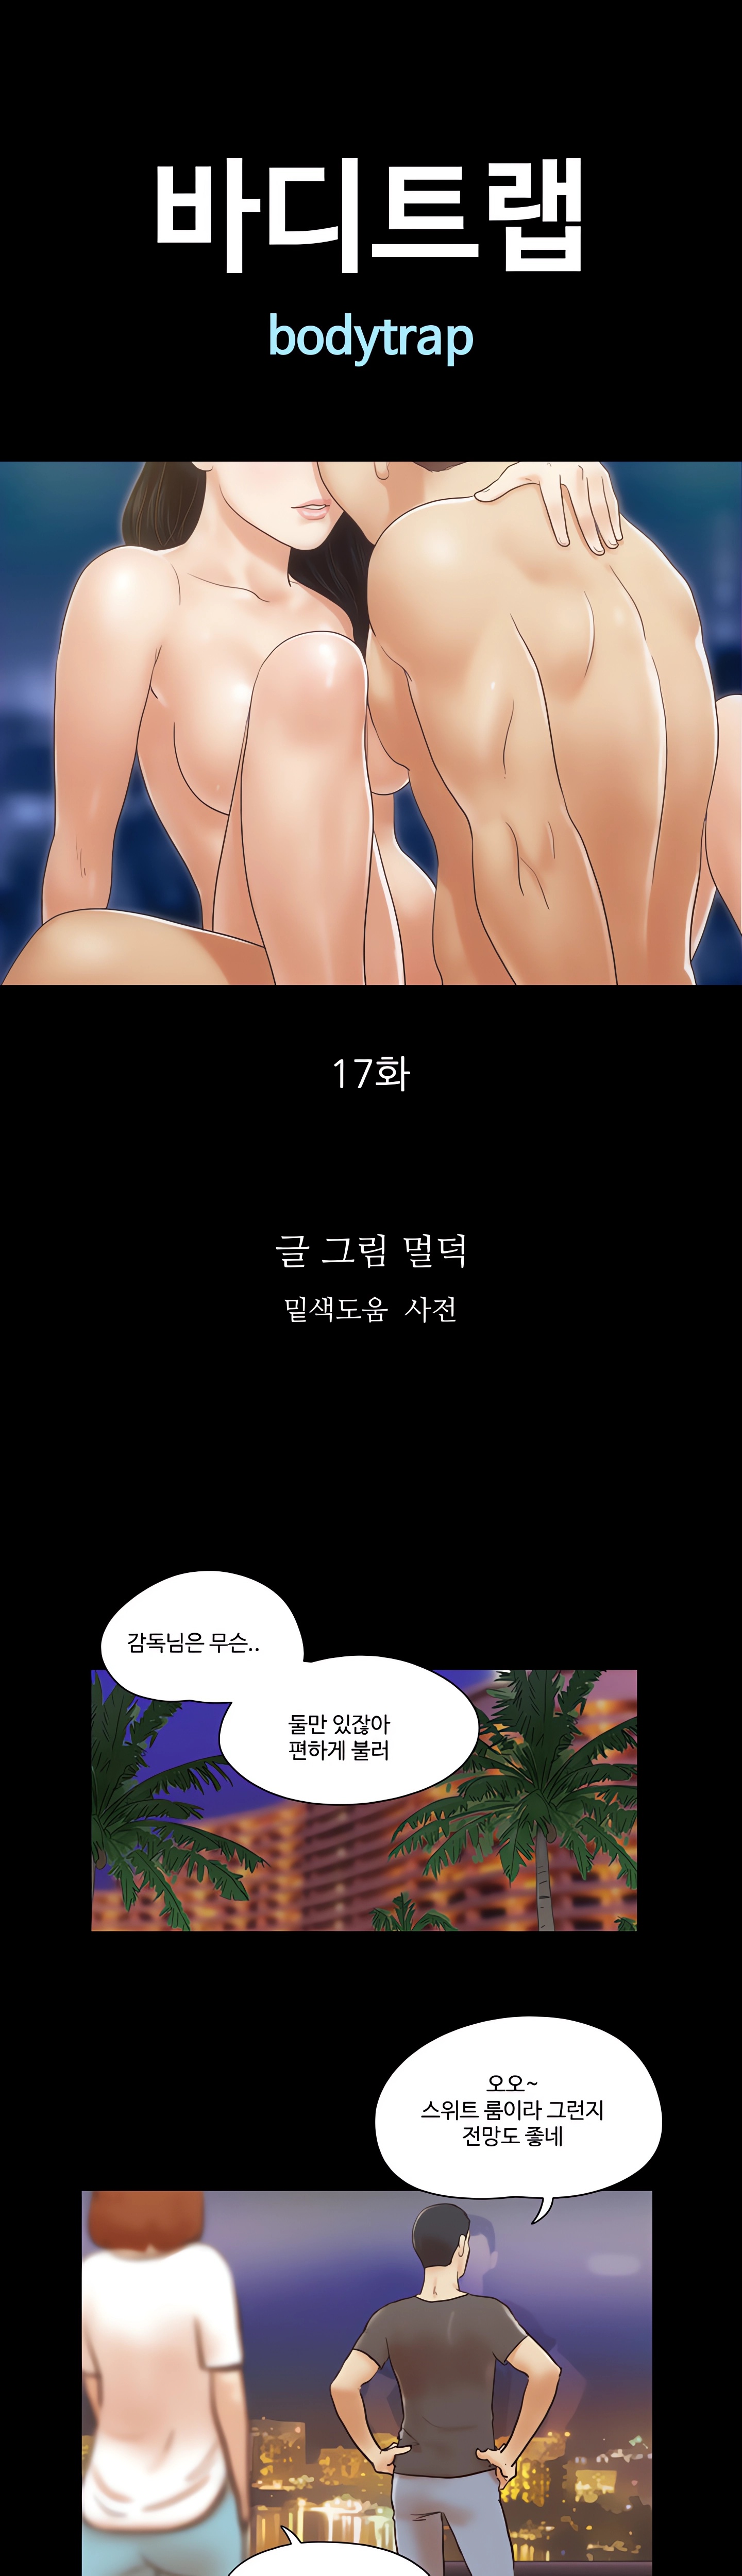 바디트랩
bodytrap
17화
글 그림 멀덕
밑색도움 사전
감독님은 무슨..
둘만 있잖아
편하게 불러
오오~
스위트 룸이라 그런지
전망도 좋네